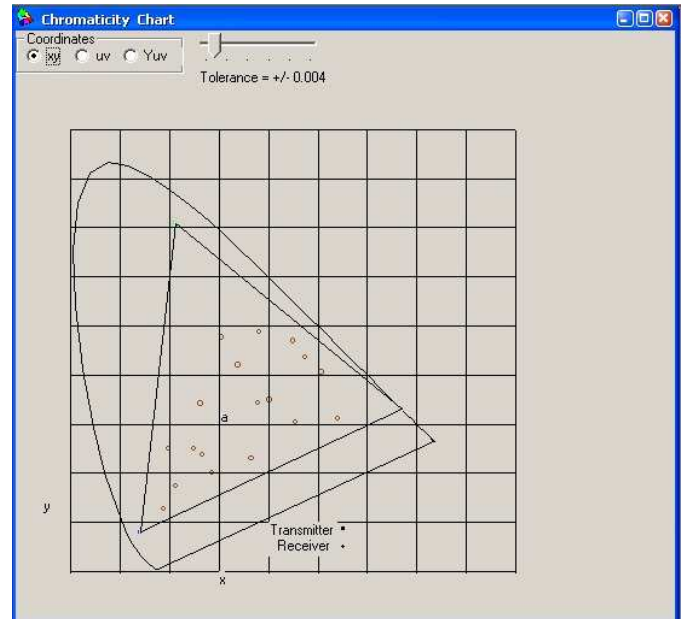 Chromaticity Chart
Coordinates
xy uv Yuv
Tolerance = +/- 0.004
a
y
Transmitter
Receiver
x